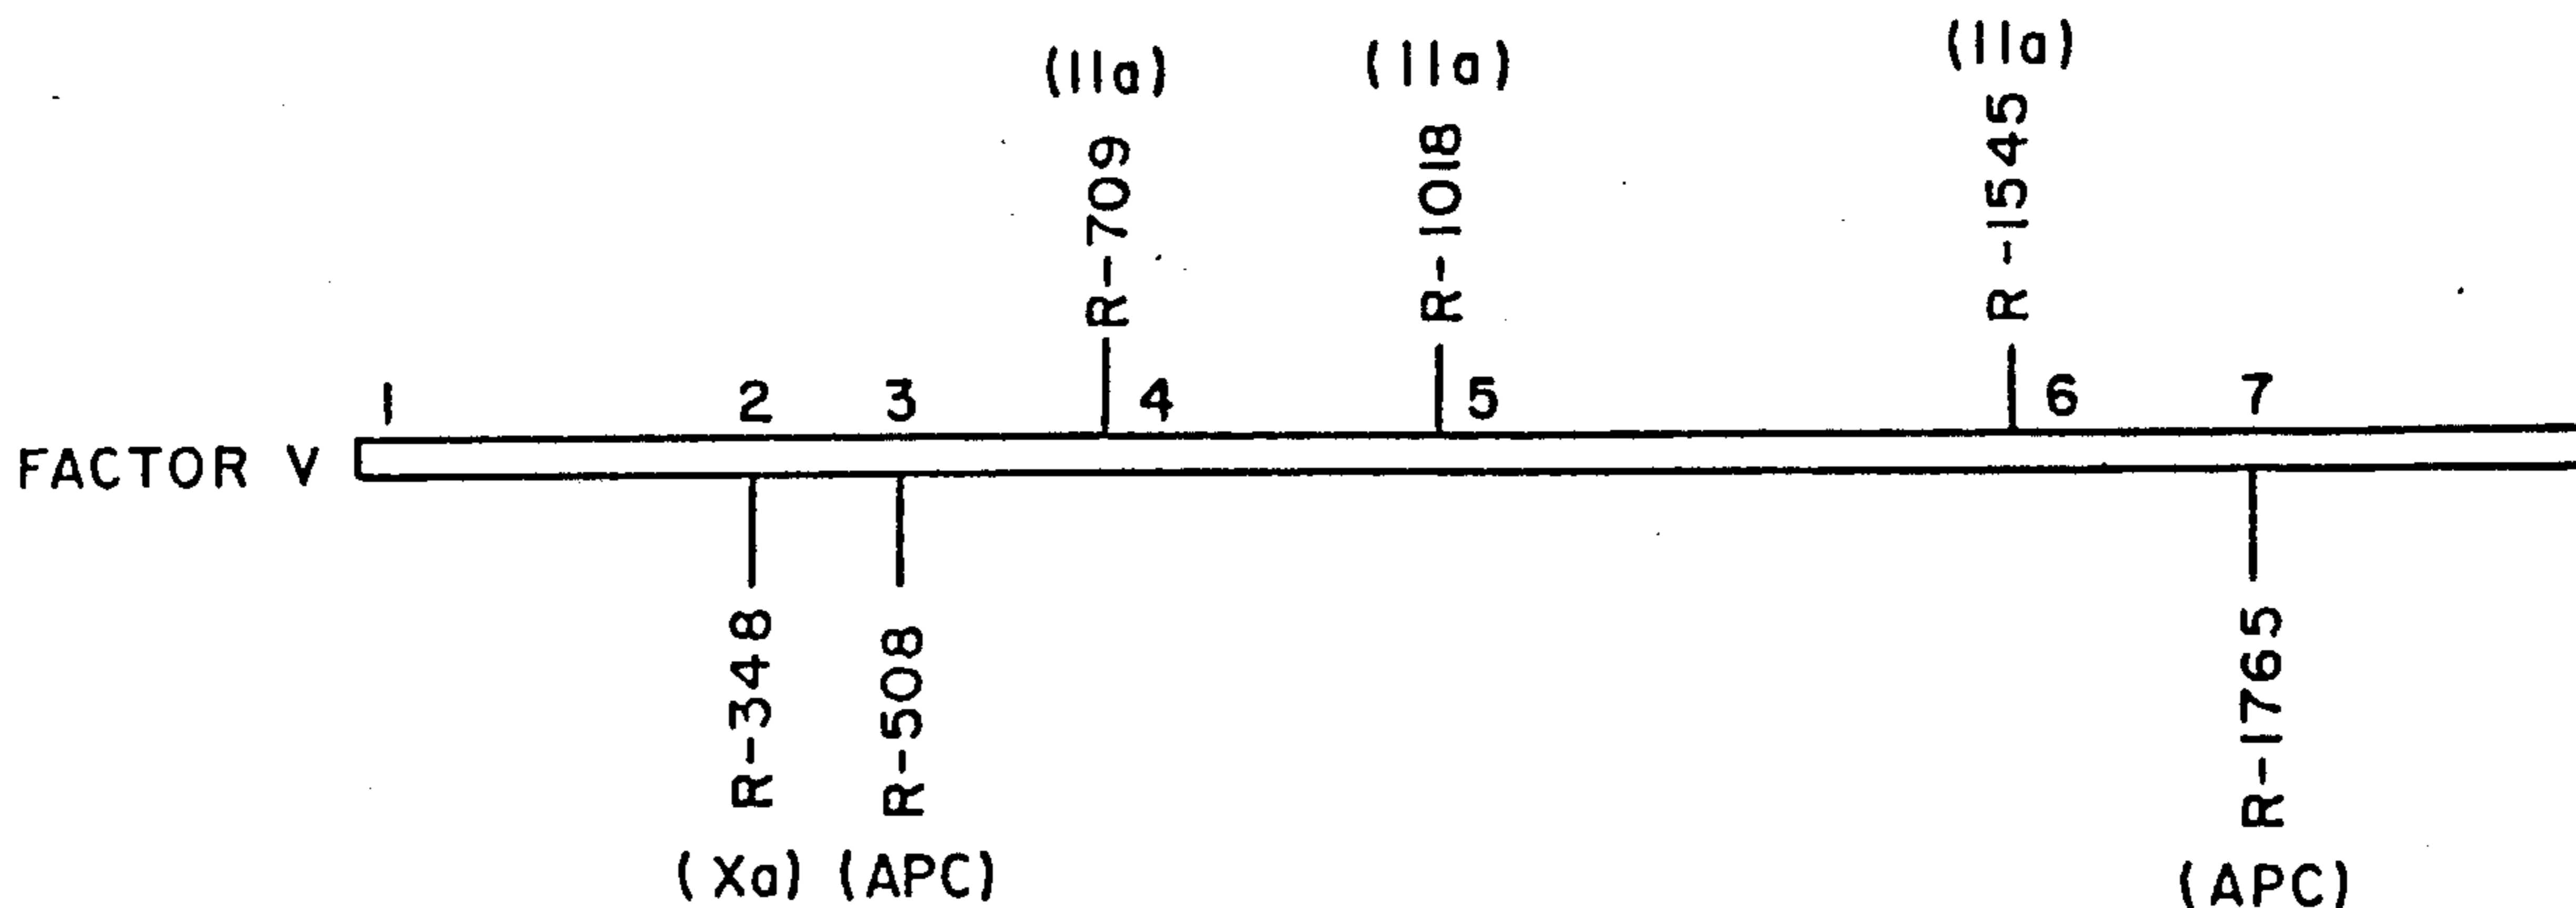 (IIa) (IIa) (IIa)
R-709 R-1018 R-1545
1 2 3 4 5 6 7
FACTOR V
R-348 R-508 R-1765
(Xa) (APC) (APC)